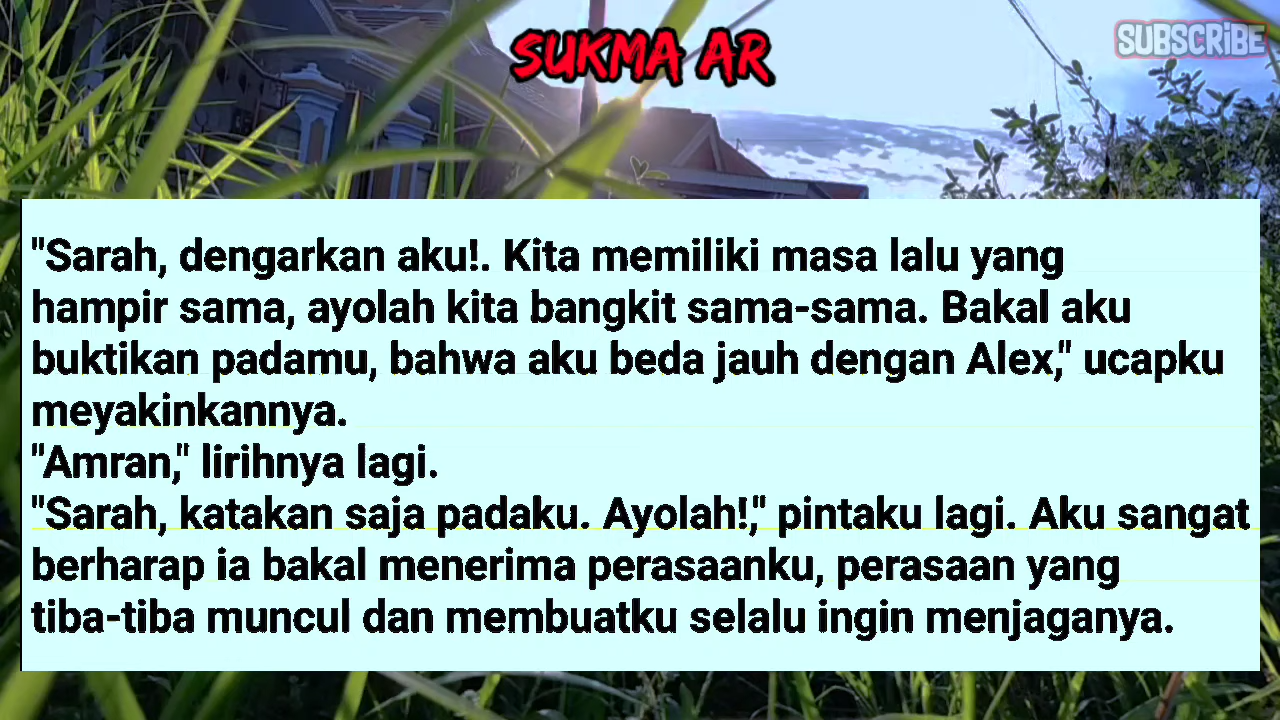 SUKMA AR
SUBSCRIBE
"Sarah, dengarkan aku!. Kita memiliki masa lalu yang
hampir sama, ayolah kita bangkit sama-sama. Bakal aku
buktikan padamu, bahwa aku beda jauh dengan Alex," ucapku
meyakinkannya.
"Amran," lirihnya lagi.
"Sarah, katakan saja padaku. Ayolah!," pintaku lagi. Aku sangat
berharap ia bakal menerima perasaanku, perasaan yang
tiba-tiba muncul dan membuatku selalu ingin menjaganya.